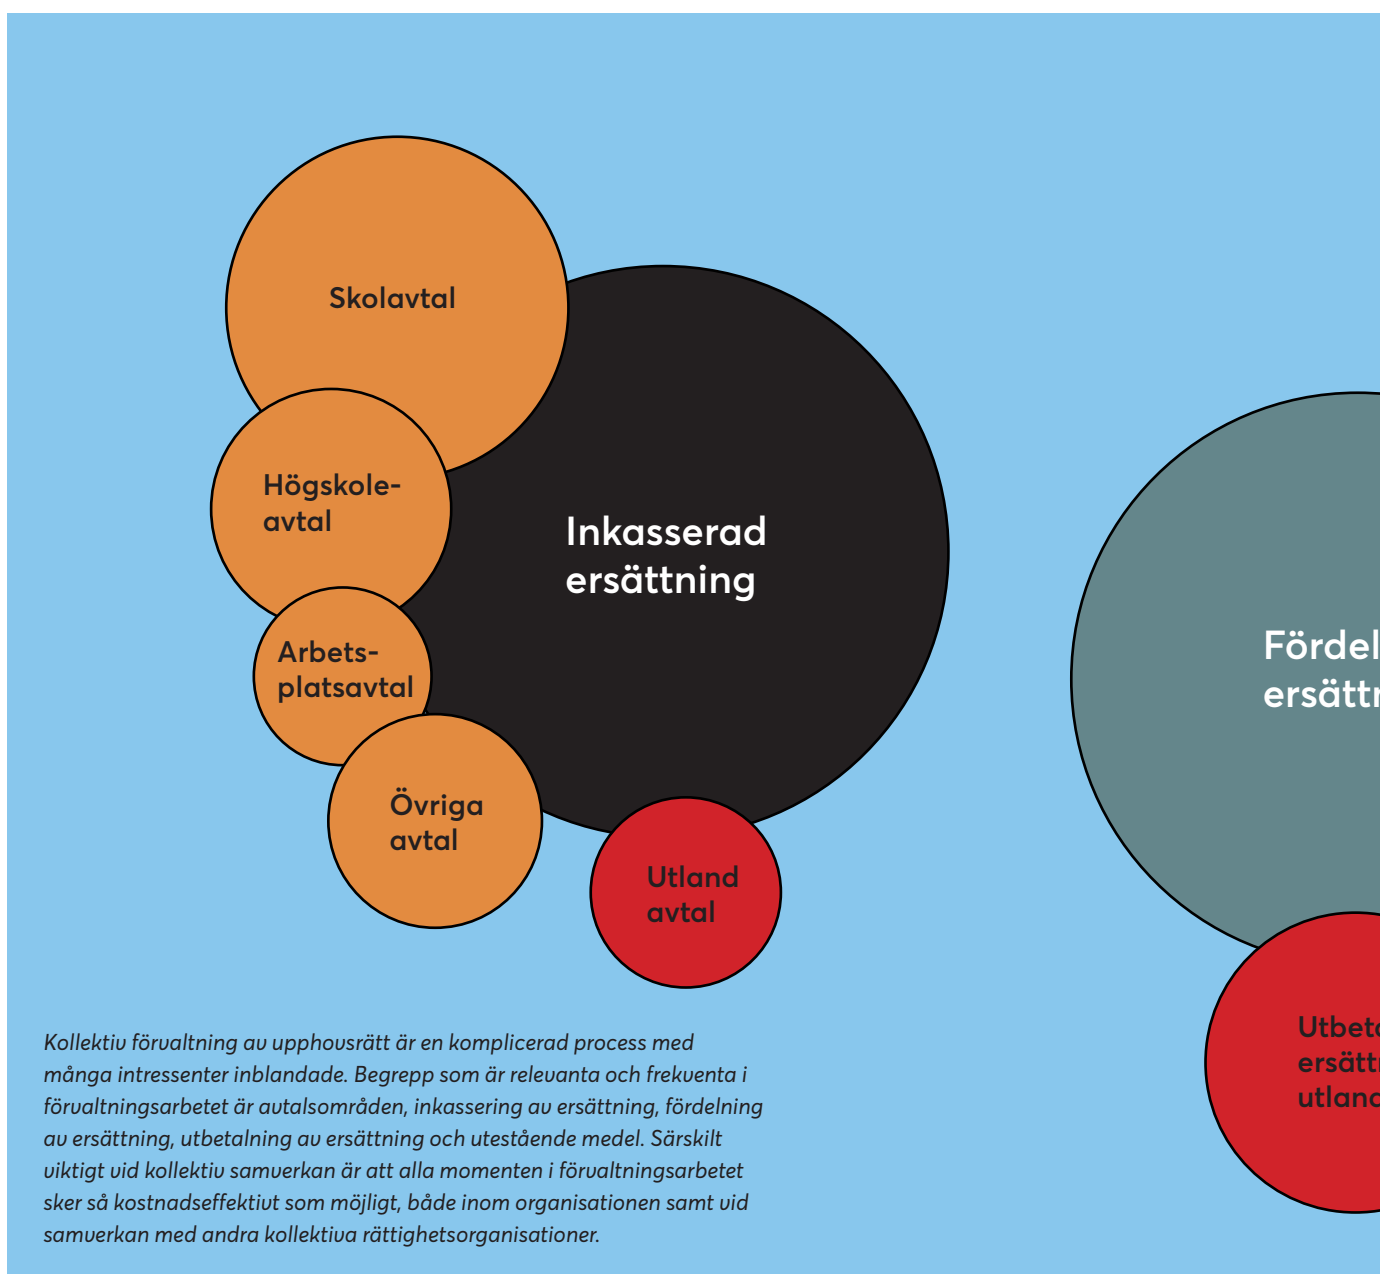 Skolavtal
Högskole-
avtal
Arbets-
platsavtal
Övriga
avtal
Inkasserad
ersättning
Utland
avtal
Kollektiv förvaltning av upphovsrätt är en komplicerad process med
många intressenter inblandade. Begrepp som är relevanta och frekventa i
förvaltningsarbetet är avtalsområden, inkassering av ersättning, fördelning
av ersättning, utbetalning av ersättning och utestående medel. Särskilt
viktigt vid kollektiv samverkan är att alla momenten i förvaltningsarbetet
sker så kostnadseffektivt som möjligt, både inom organisationen samt vid
samverkan med andra kollektiva rättighetsorganisationer.